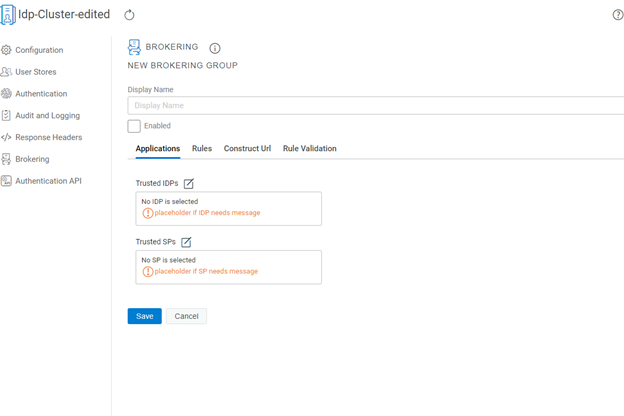 Idp-Cluster-edited
Configuration
User Stores
Authentication
Audit and Logging
Response Headers
Brokering
Authentication API
BROKERING
NEW BROKERING GROUP
Display Name
Display Name
Enabled
Applications Rules Construct Url Rule Validation
Trusted IDPs
No IDP is selected
placeholder if IDP needs message
Trusted SPs
No SP is selected
placeholder if SP needs message
Save Cancel